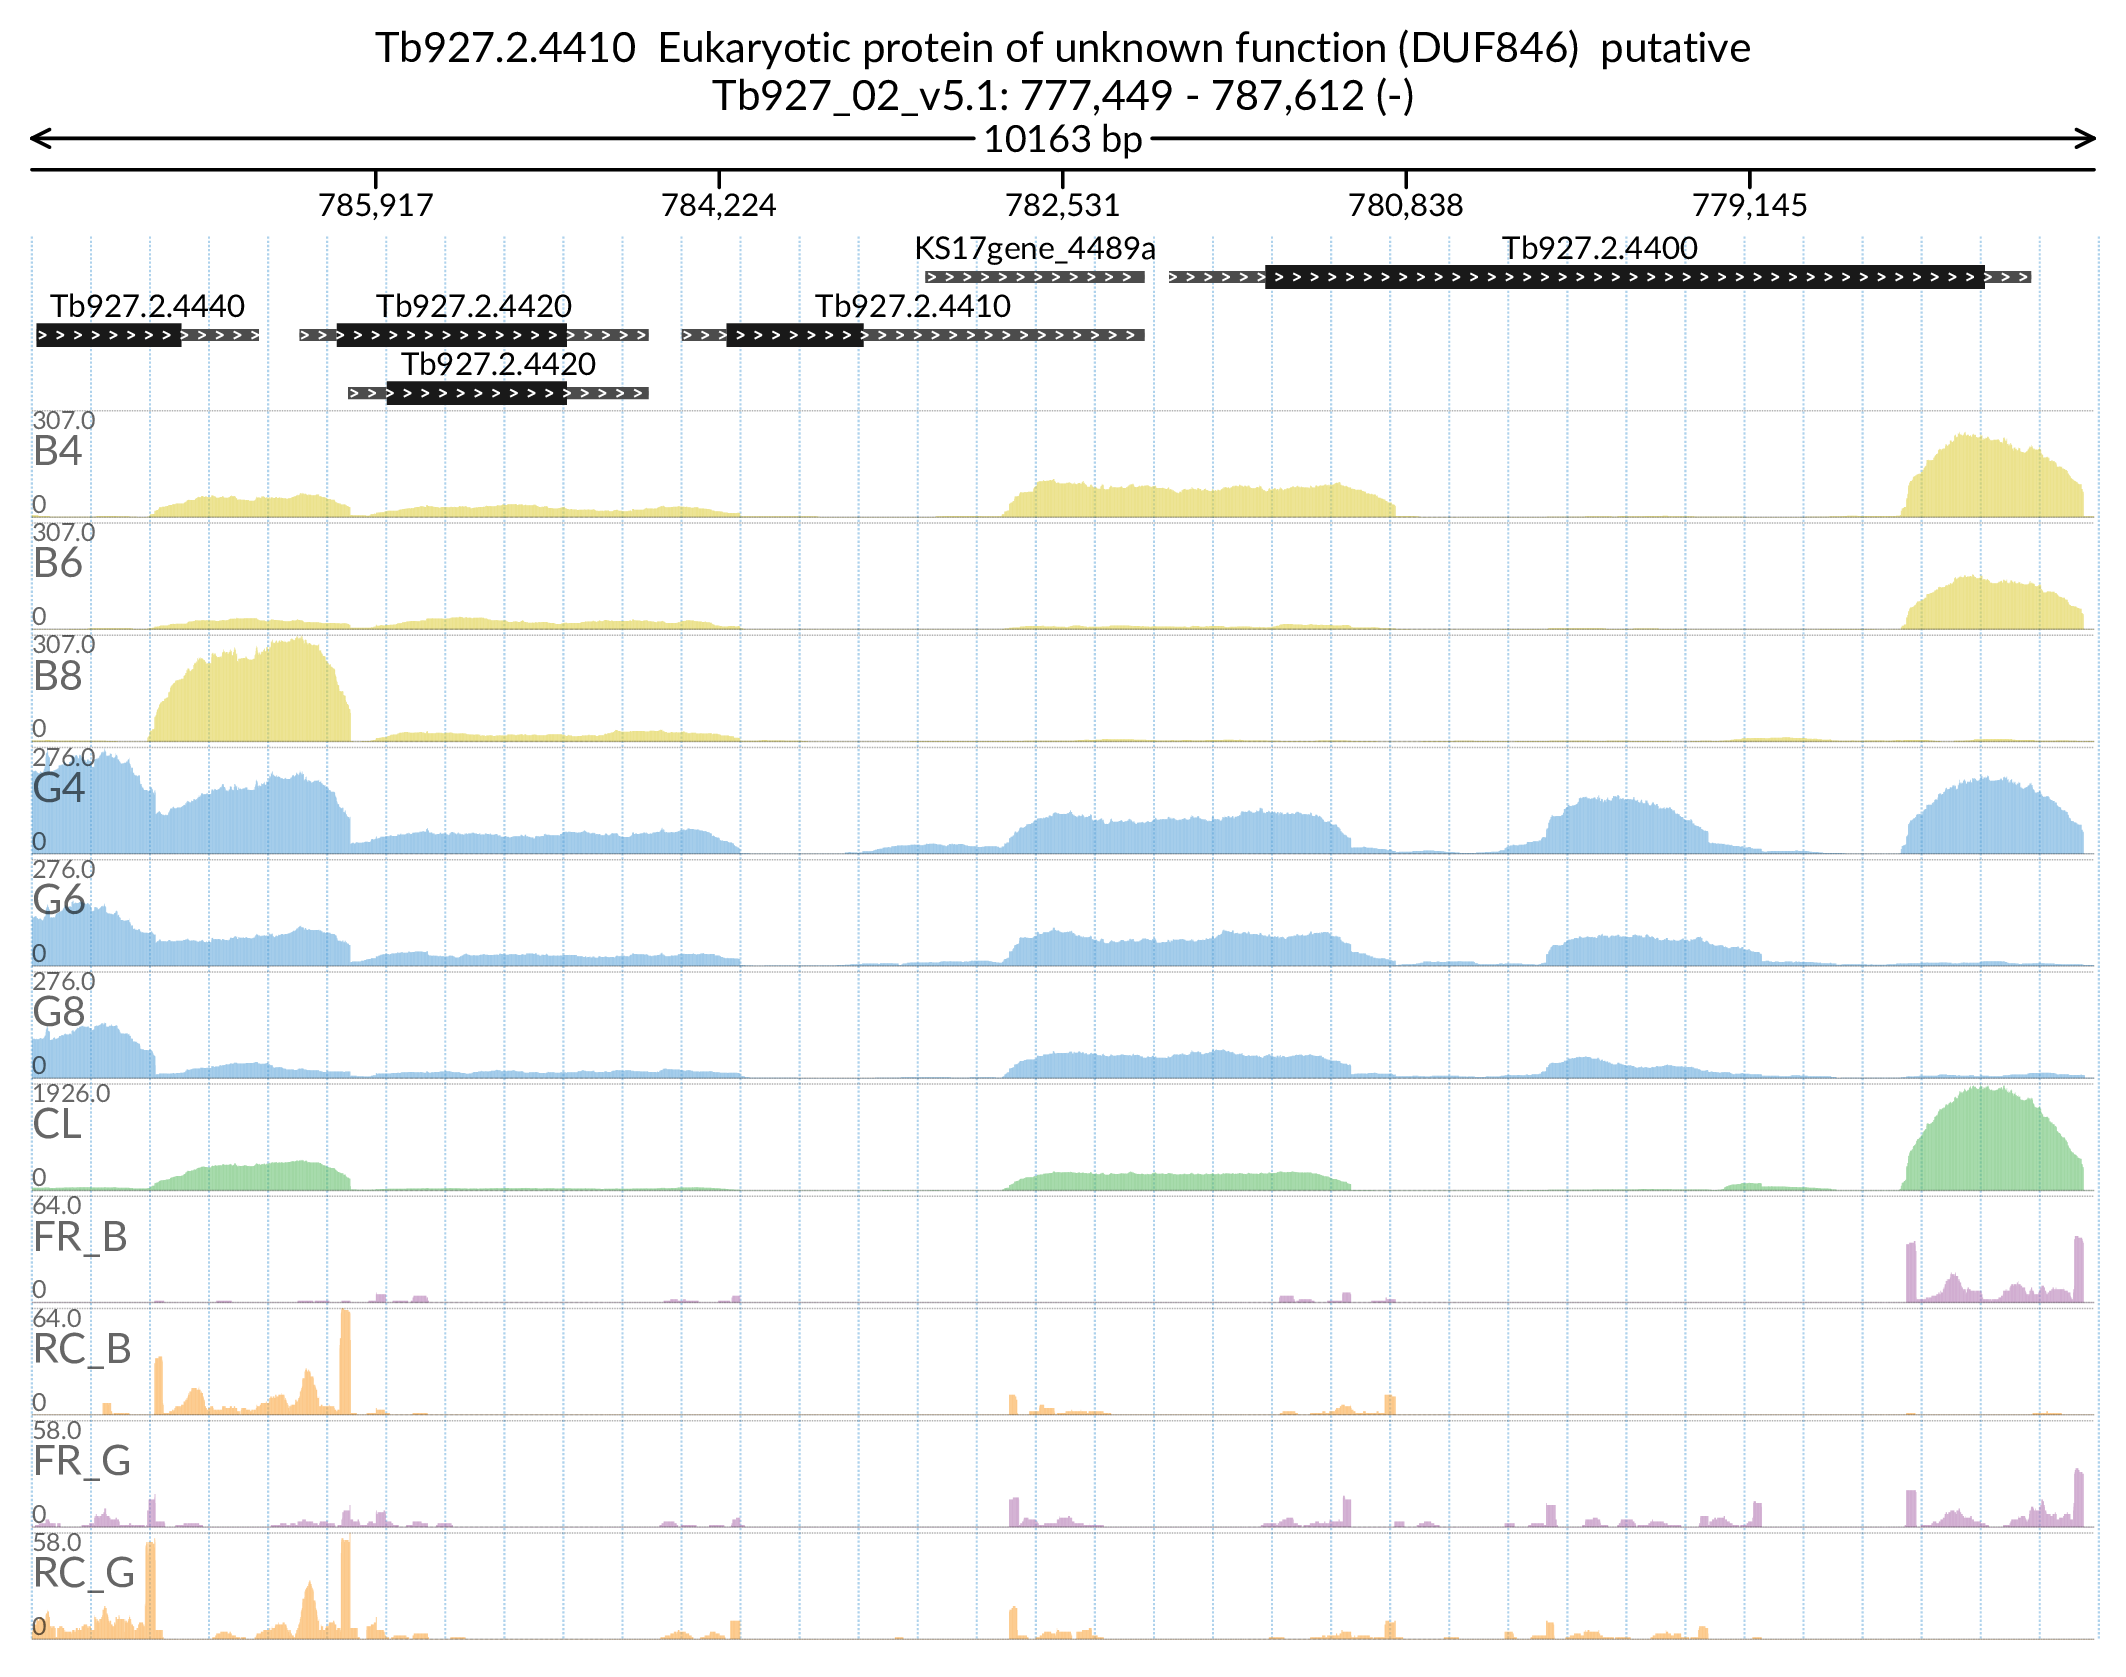 Tb927.2.4410  Eukaryotic protein of unknown function (DUF846)  putative
Tb927_02_v5.1: 777,449 - 787,612 (-)
10163 bp
785,917 784,224 782,531 780,838 779,145
KS17gene_4489a Tb927.2.4400
Tb927.2.4440 Tb927.2.4420 Tb927.2.4410
Tb927.2.4420
307.0
B4
0
307.0
B6
0
307.0
B8
0
276.0
G4
0
276.0
G6
0
276.0
G8
0
1926.0
CL
0
64.0
FR_B
0
64.0
RC_B
0
58.0
FR_G
0
58.0
RC_G
0